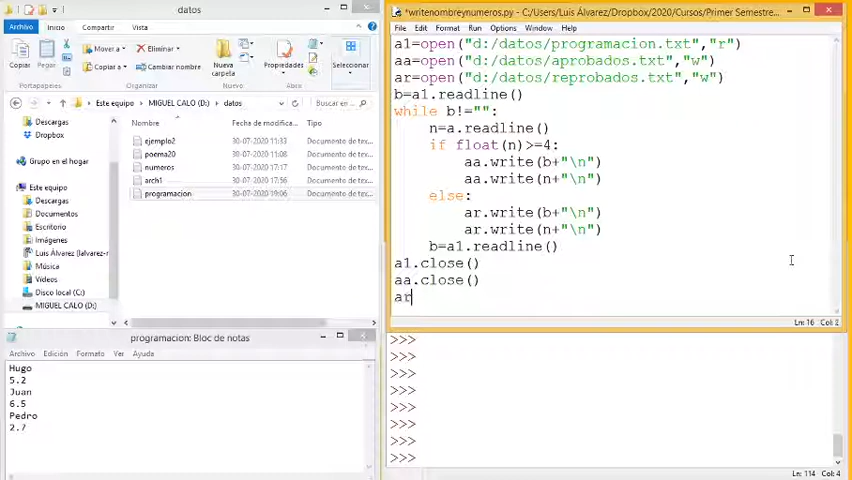 datos
Archivo Inicio Compartir Vista
Copiar Pegar Mover a Copiar a Eliminar Cambiar nombre Nueva carpeta Propiedades Seleccionar
Este equipo MIGUEL CALO (D:) datos Buscar en ...
Descargas
Dropbox
Grupo en el hogar
Este equipo
Descargas
Documentos
Escritorio
Imágenes
Luis Álvarez (lalvarez-r
Música
Videos
Disco local (C:)
MIGUEL CALO (D:)
Nombre Fecha de modifica... Tipo
ejemplo2 30-07-2020 11:33 Documento de tex...
poema20 30-07-2020 11:08 Documento de tex...
numeros 30-07-2020 17:17 Documento de tex...
arch1 30-07-2020 17:56 Documento de tex...
programacion 30-07-2020 19:06 Documento de tex...
programacion: Bloc de notas
Archivo Edición Formato Ver Ayuda
Hugo
5.2
Juan
6.5
Pedro
2.7
*writenombreynumeros.py - C:/Users/Luis Álvarez/Dropbox/2020/Cursos/Primer Semestre...
File Edit Format Run Options Window Help
a1=open("d:/datos/programacion.txt","r")
aa=open("d:/datos/aprobados.txt","w")
ar=open("d:/datos/reprobados.txt","w")
b=a1.readline()
while b!="":
    n=a.readline()
    if float(n)>=4:
        aa.write(b+"\n")
        aa.write(n+"\n")
    else:
        ar.write(b+"\n")
        ar.write(n+"\n")
    b=a1.readline()
a1.close()
aa.close()
ar
Ln: 16 Col: 2
>>>
>>>
>>>
>>>
>>>
>>>
>>>
>>>
Ln: 114 Col: 4